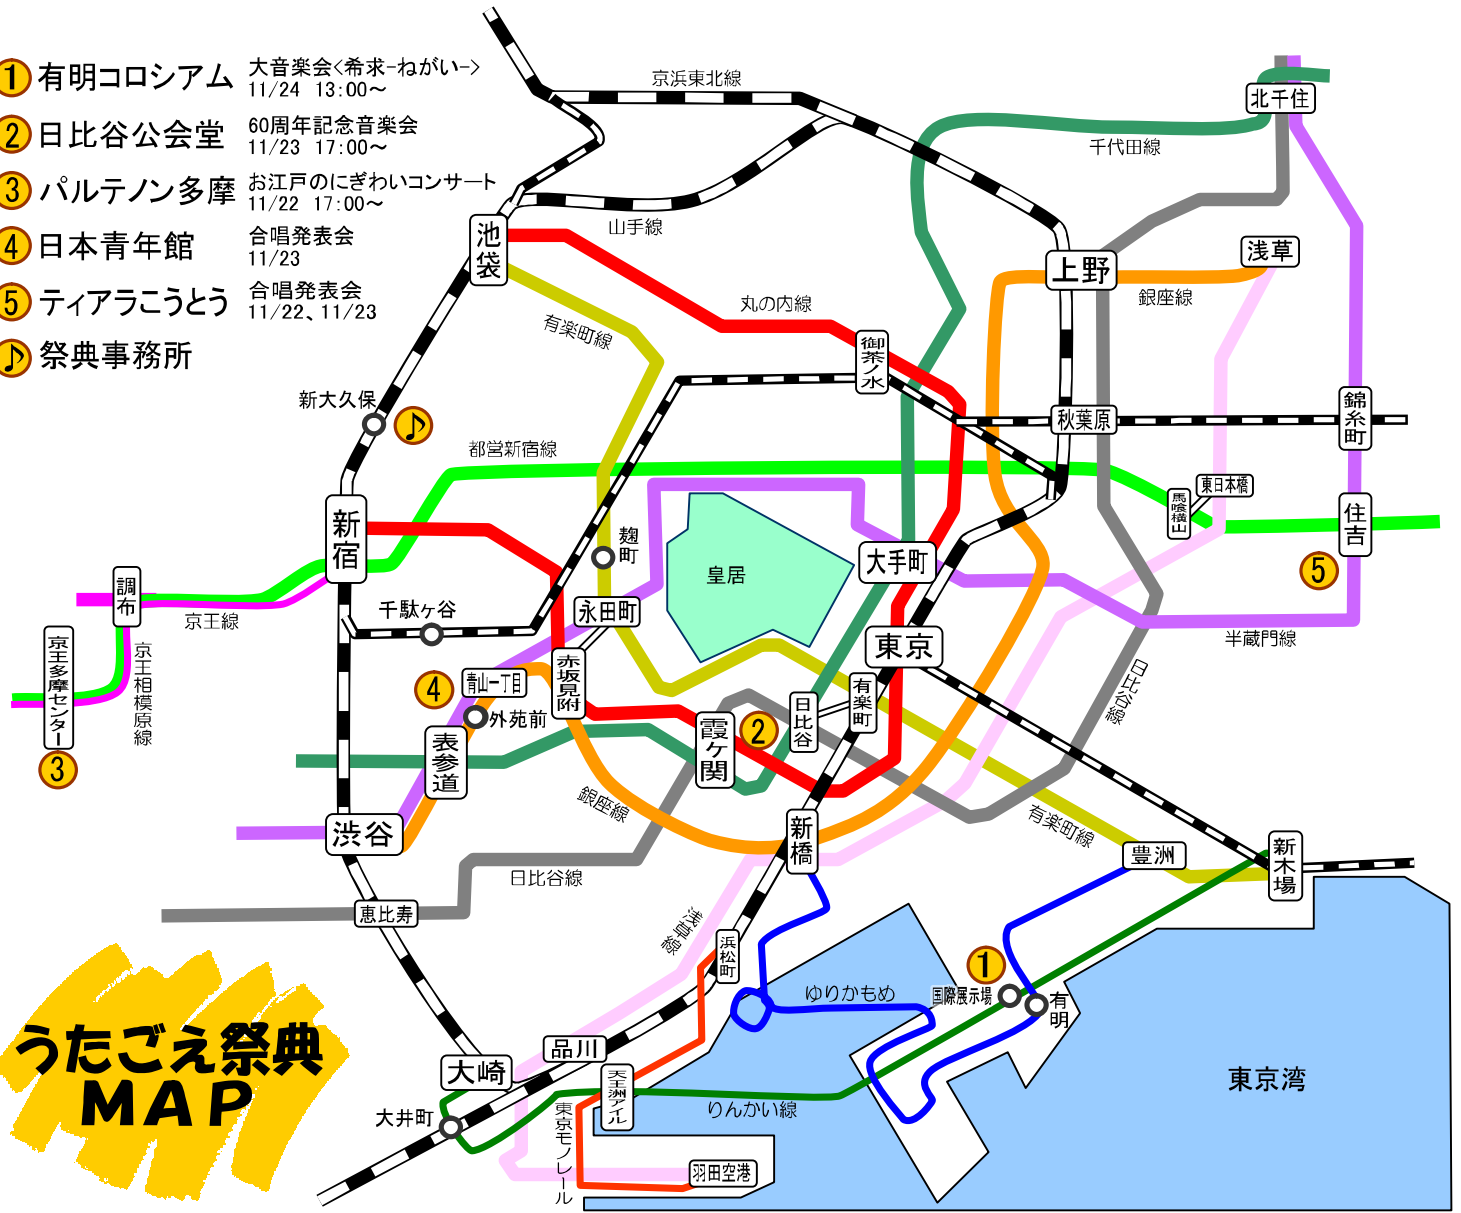 1 有明コロシアム 大音楽会<希求-ねがい->
11/24 13:00～
2 日比谷公会堂 60周年記念音楽会
11/23 17:00～
3 パルテノン多摩 お江戸のにぎわいコンサート
11/22 17:00～
4 日本青年館 合唱発表会
11/23
5 ティアラこうとう 合唱発表会
11/22、11/23
♪ 祭典事務所
京浜東北線
北千住
千代田線
山手線
池袋
上野
浅草
銀座線
丸の内線
有楽町線
御茶ノ水
新大久保
♪
秋葉原
錦糸町
都営新宿線
東日本橋
馬喰横山
新宿
住吉
麹町
大手町
皇居
5
調布
千駄ヶ谷
永田町
京王線
東京
半蔵門線
京王多摩センター
京王相模原線
赤坂見附
4
青山一丁目
外苑前
有楽町
日比谷
日比谷線
霞ヶ関
2
表参道
3
銀座線
新橋
有楽町線
渋谷
豊洲
新木場
日比谷線
恵比寿
浅草線
浜松町
1
国際展示場
有明
ゆりかもめ
うたごえ祭典
MAP
品川
大崎
天王洲アイル
東京湾
大井町
東京モノレール
りんかい線
羽田空港